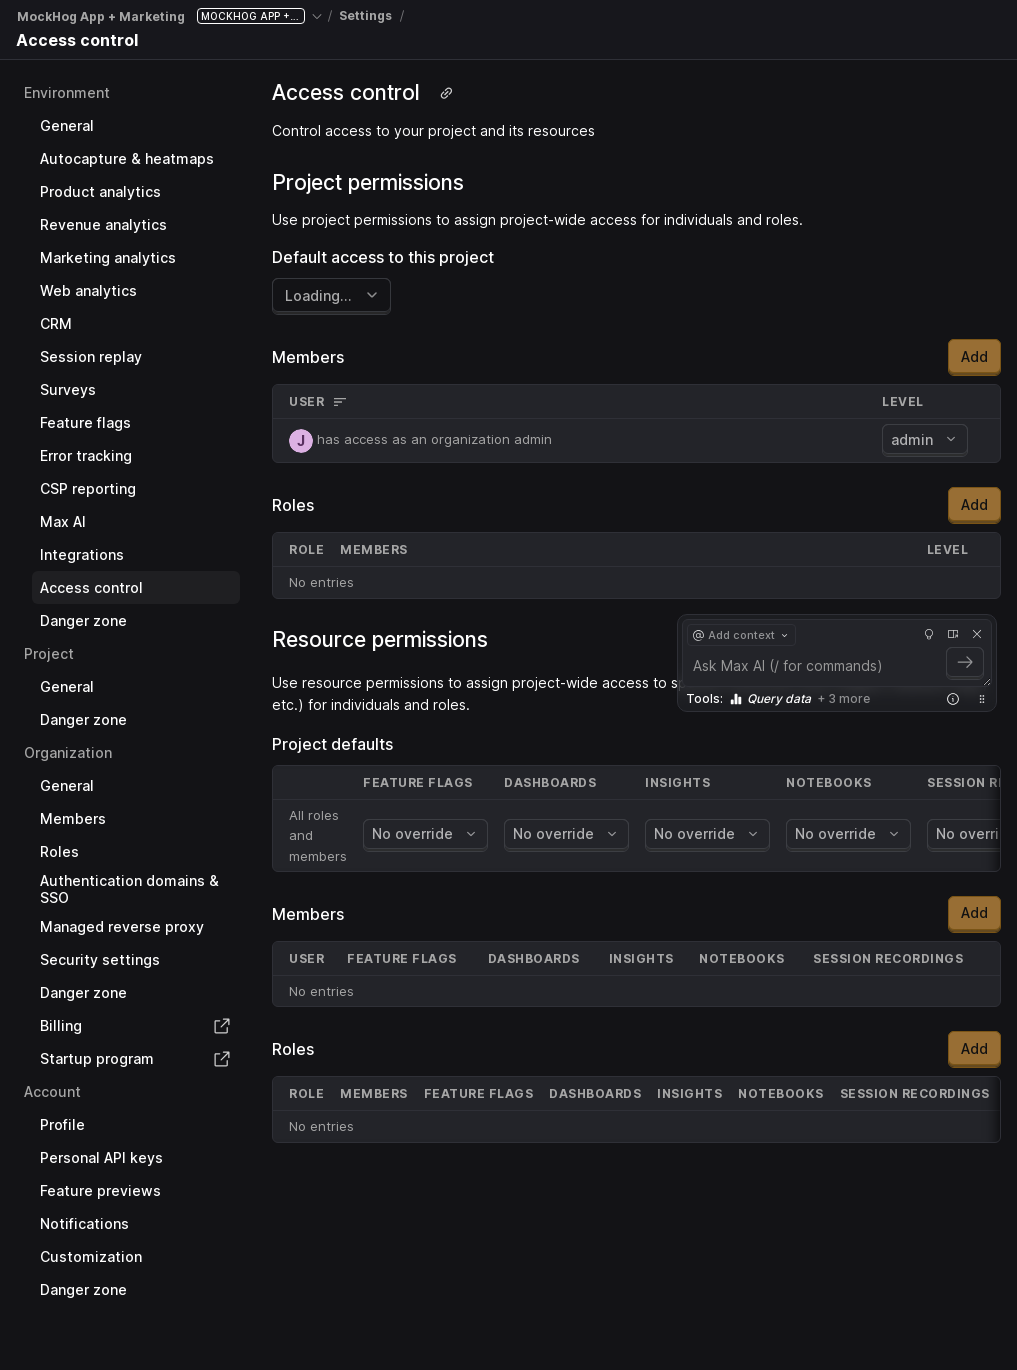 MockHog App + Marketing MOCKHOG APP +... / Settings /
Access control
Environment
General
Autocapture & heatmaps
Product analytics
Revenue analytics
Marketing analytics
Web analytics
CRM
Session replay
Surveys
Feature flags
Error tracking
CSP reporting
Max AI
Integrations
Access control
Danger zone
Project
General
Danger zone
Organization
General
Members
Roles
Authentication domains &
SSO
Managed reverse proxy
Security settings
Danger zone
Billing
Startup program
Account
Profile
Personal API keys
Feature previews
Notifications
Customization
Danger zone
Access control
Control access to your project and its resources
Project permissions
Use project permissions to assign project-wide access for individuals and roles.
Default access to this project
Loading...
Members Add
USER LEVEL
J has access as an organization admin admin
Roles Add
ROLE MEMBERS LEVEL
No entries
Resource permissions
Use resource permissions to assign project-wide access to
etc.) for individuals and roles.
@ Add context
Ask Max AI (/ for commands)
Tools: Query data + 3 more
Project defaults
FEATURE FLAGS DASHBOARDS INSIGHTS NOTEBOOKS SESSION
All roles
and
members
No override No override No override No override No
Members Add
USER FEATURE FLAGS DASHBOARDS INSIGHTS NOTEBOOKS SESSION RECORDINGS
No entries
Roles Add
ROLE MEMBERS FEATURE FLAGS DASHBOARDS INSIGHTS NOTEBOOKS SESSION RECORDINGS
No entries